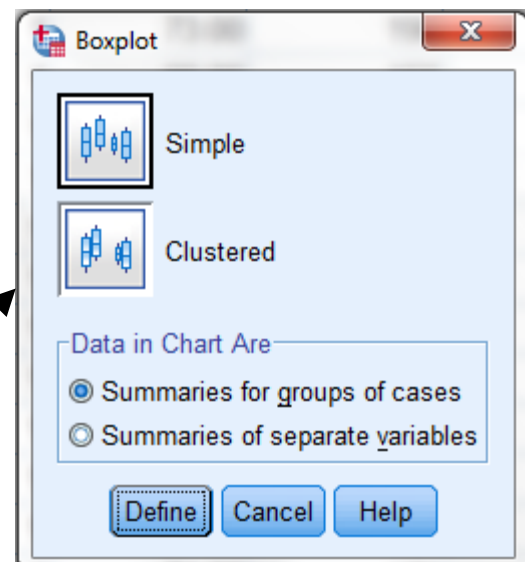 Boxplot
Simple
Clustered
Data in Chart Are
Summaries for groups of cases
Summaries of separate variables
Define Cancel Help